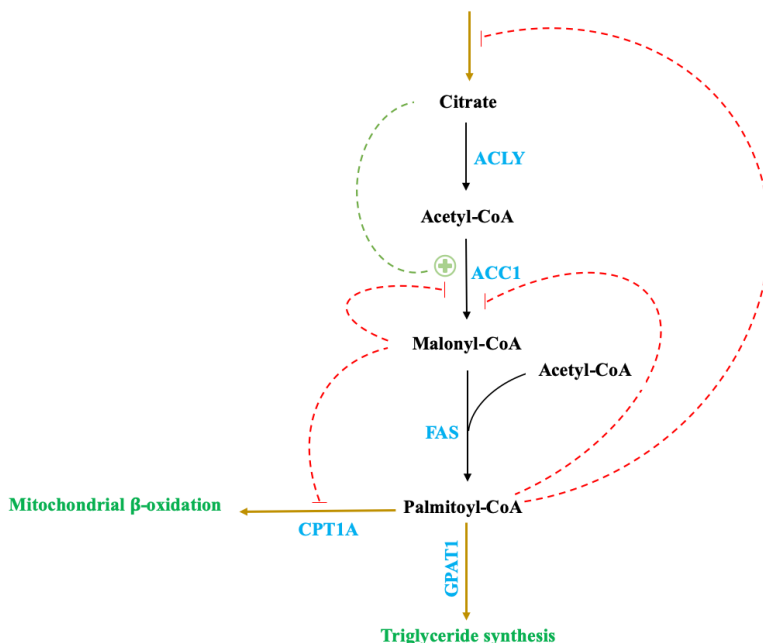 Citrate
ACLY
Acetyl-CoA
ACC1
Malonyl-CoA
Acetyl-CoA
FAS
Mitochondrial β-oxidation
Palmitoyl-CoA
CPT1A
GPAT1
Triglyceride synthesis